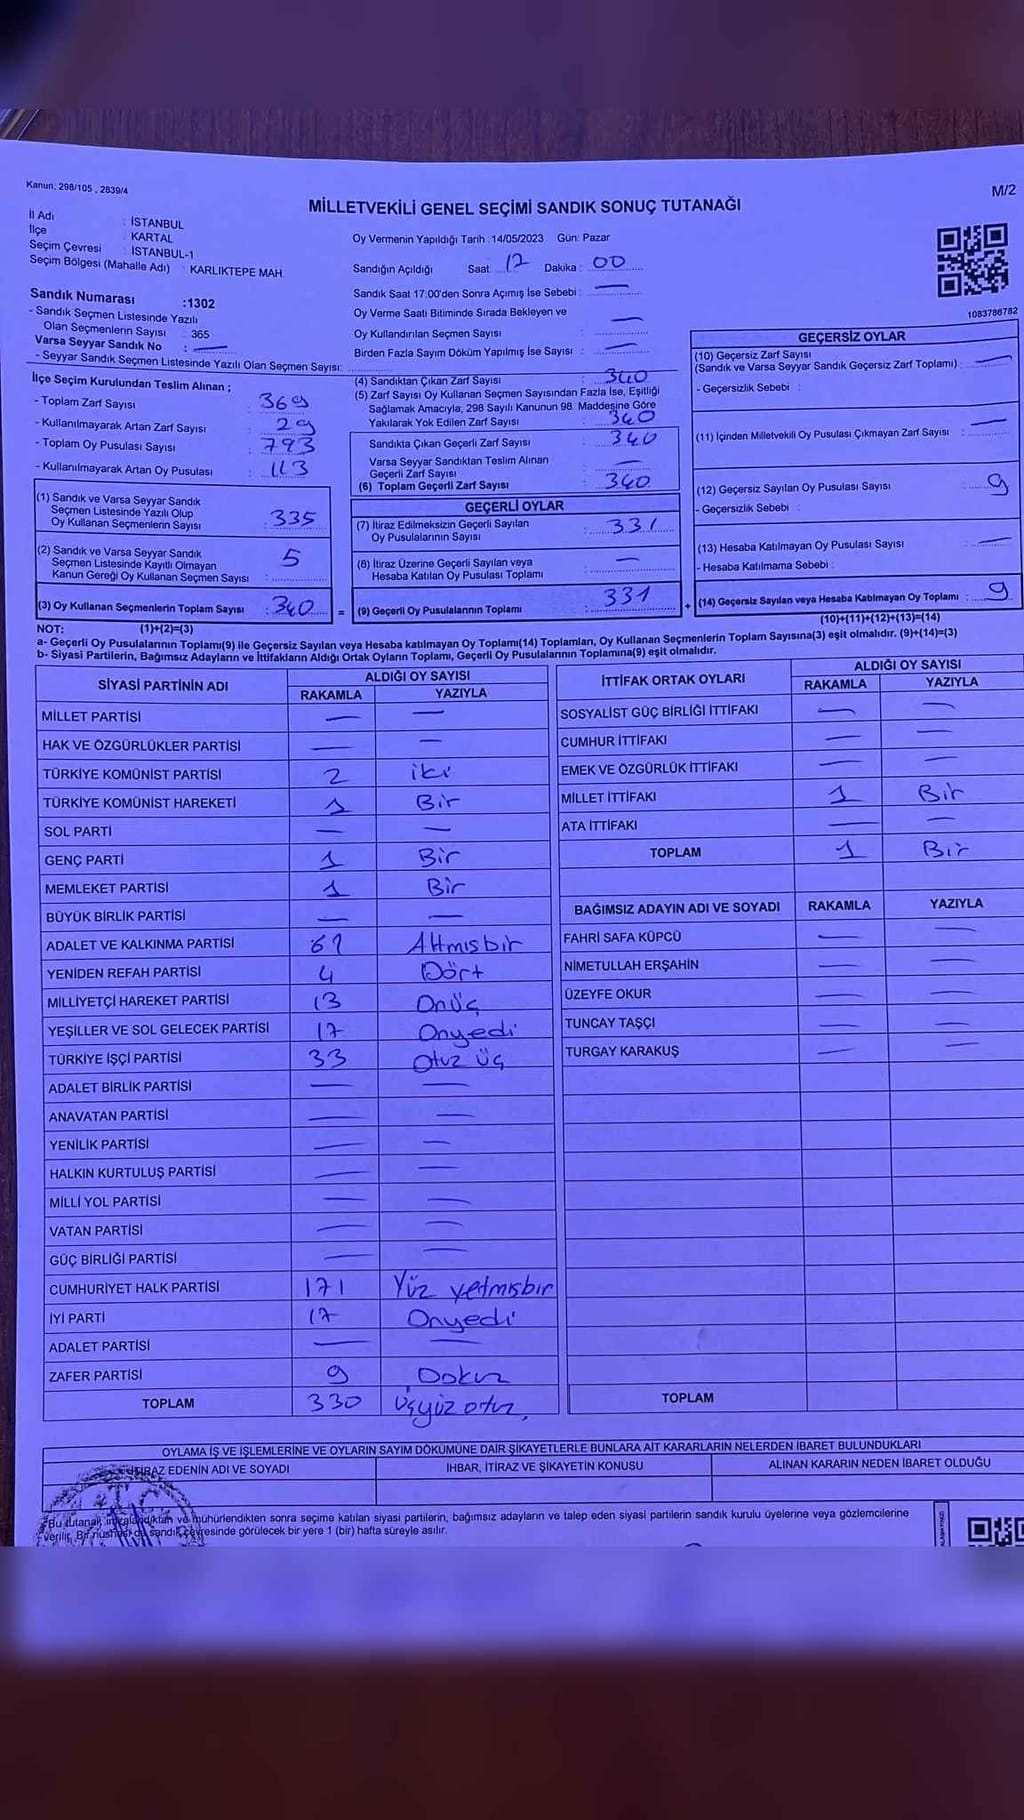 Kanun; 298/105 , 2839/4
M/2
MİLLETVEKİLİ GENEL SEÇİMİ SANDIK SONUÇ TUTANAĞI
İl Adı : İSTANBUL
İlçe : KARTAL
Seçim Çevresi : İSTANBUL-1
Seçim Bölgesi (Mahalle Adı) : KARLIKTEPE MAH
Oy Vermenin Yapıldığı Tarih :14/05/2023 Gün: Pazar
Sandığın Açıldığı Saat: 17 Dakika : 00
Sandık Saat 17:00'den Sonra Açımış İse Sebebi : —
Oy Verme Saati Bitiminde Sırada Bekleyen ve
Oy Kullandırılan Seçmen Sayısı : —
Birden Fazla Sayım Döküm Yapılmış İse Sayısı : —
1083786782
Sandık Numarası :1302
- Sandık Seçmen Listesinde Yazılı
Olan Seçmenlerin Sayısı : 365
Varsa Seyyar Sandık No : —
- Seyyar Sandık Seçmen Listesinde Yazılı Olan Seçmen Sayısı:
İlçe Seçim Kurulundan Teslim Alınan ;
- Toplam Zarf Sayısı : 369
- Kullanılmayarak Artan Zarf Sayısı : 29
- Toplam Oy Pusulası Sayısı : 793
- Kullanılmayarak Artan Oy Pusulası : 113
(1) Sandık ve Varsa Seyyar Sandık
Seçmen Listesinde Yazılı Olup
Oy Kullanan Seçmenlerin Sayısı : 335
(2) Sandık ve Varsa Seyyar Sandık
Seçmen Listesinde Kayıtlı Olmayan
Kanun Gereği Oy Kullanan Seçmen Sayısı : 5
(3) Oy Kullanan Seçmenlerin Toplam Sayısı : 340
(1)+(2)=(3)
(4) Sandıktan Çıkan Zarf Sayısı : 340
(5) Zarf Sayısı Oy Kullanan Seçmen Sayısından Fazla İse, Eşitliği
Sağlamak Amacıyla, 298 Sayılı Kanunun 98. Maddesine Göre
Yakılarak Yok Edilen Zarf Sayısı : 340
Sandıkta Çıkan Geçerli Zarf Sayısı : 340
Varsa Seyyar Sandıktan Teslim Alınan
Geçerli Zarf Sayısı : —
(6) Toplam Geçerli Zarf Sayısı : 340
GEÇERLİ OYLAR
(7) İtiraz Edilmeksizin Geçerli Sayılan
Oy Pusulalarının Sayısı : 331
(8) İtiraz Üzerine Geçerli Sayılan veya
Hesaba Katılan Oy Pusulası Toplamı : —
= (9) Geçerli Oy Pusulalarının Toplamı : 331
GEÇERSİZ OYLAR
(10) Geçersiz Zarf Sayısı
(Sandık ve Varsa Seyyar Sandık Geçersiz Zarf Toplamı) : —
- Geçersizlik Sebebi :
(11) İçinden Milletvekili Oy Pusulası Çıkmayan Zarf Sayısı : —
(12) Geçersiz Sayılan Oy Pusulası Sayısı : 9
- Geçersizlik Sebebi :
(13) Hesaba Katılmayan Oy Pusulası Sayısı : —
- Hesaba Katılmama Sebebi :
+ (14) Geçersiz Sayılan veya Hesaba Katılmayan Oy Toplamı : 9
(10)+(11)+(12)+(13)=(14)
NOT:
a- Geçerli Oy Pusulalarının Toplamı(9) ile Geçersiz Sayılan veya Hesaba katılmayan Oy Toplamı(14) Toplamları, Oy Kullanan Seçmenlerin Toplam Sayısına(3) eşit olmalıdır. (9)+(14)=(3)
b- Siyasi Partilerin, Bağımsız Adayların ve İttifakların Aldığı Ortak Oyların Toplamı, Geçerli Oy Pusulalarının Toplamına(9) eşit olmalıdır.
SİYASİ PARTİNİN ADI ALDIĞI OY SAYISI
RAKAMLA YAZIYLA
MİLLET PARTİSİ — —
HAK VE ÖZGÜRLÜKLER PARTİSİ — —
TÜRKİYE KOMÜNİST PARTİSİ 2 iki
TÜRKİYE KOMÜNİST HAREKETİ 1 Bir
SOL PARTİ — —
GENÇ PARTİ 1 Bir
MEMLEKET PARTİSİ 1 Bir
BÜYÜK BİRLİK PARTİSİ — —
ADALET VE KALKINMA PARTİSİ 61 Altmışbir
YENİDEN REFAH PARTİSİ 4 Dört
MİLLİYETÇİ HAREKET PARTİSİ 13 Onüç
YEŞİLLER VE SOL GELECEK PARTİSİ 17 Onyedi
TÜRKİYE İŞÇİ PARTİSİ 33 Otuz üç
ADALET BİRLİK PARTİSİ — —
ANAVATAN PARTİSİ — —
YENİLİK PARTİSİ — —
HALKIN KURTULUŞ PARTİSİ — —
MİLLİ YOL PARTİSİ — —
VATAN PARTİSİ — —
GÜÇ BİRLİĞİ PARTİSİ — —
CUMHURİYET HALK PARTİSİ 171 Yüz yetmişbir
İYİ PARTİ 17 Onyedi
ADALET PARTİSİ — —
ZAFER PARTİSİ 9 Dokuz
TOPLAM 330 Üçyüz otuz,
İTTİFAK ORTAK OYLARI ALDIĞI OY SAYISI
RAKAMLA YAZIYLA
SOSYALİST GÜÇ BİRLİĞİ İTTİFAKI — —
CUMHUR İTTİFAKI — —
EMEK VE ÖZGÜRLÜK İTTİFAKI — —
MİLLET İTTİFAKI 1 Bir
ATA İTTİFAKI — —
TOPLAM 1 Bir
BAĞIMSIZ ADAYIN ADI VE SOYADI RAKAMLA YAZIYLA
FAHRİ SAFA KÜPCÜ — —
NİMETULLAH ERŞAHİN — —
ÜZEYFE OKUR — —
TUNCAY TAŞÇI — —
TURGAY KARAKUŞ — —
TOPLAM
OYLAMA İŞ VE İŞLEMLERİNE VE OYLARIN SAYIM DÖKÜMÜNE DAİR ŞİKAYETLERLE BUNLARA AİT KARARLARIN NELERDEN İBARET BULUNDUKLARI
İTİRAZ EDENİN ADI VE SOYADI İHBAR, İTİRAZ VE ŞİKAYETİN KONUSU ALINAN KARARIN NEDEN İBARET OLDUĞU
Bu tutanak imzalandıktan ve mühürlendikten sonra seçime katılan siyasi partilerin, bağımsız adayların ve talep eden siyasi partilerin sandık kurulu üyelerine veya gözlemcilerine
verilir. Bir nüshası da sandık çevresinde görülecek bir yere 1 (bir) hafta süreyle asılır.